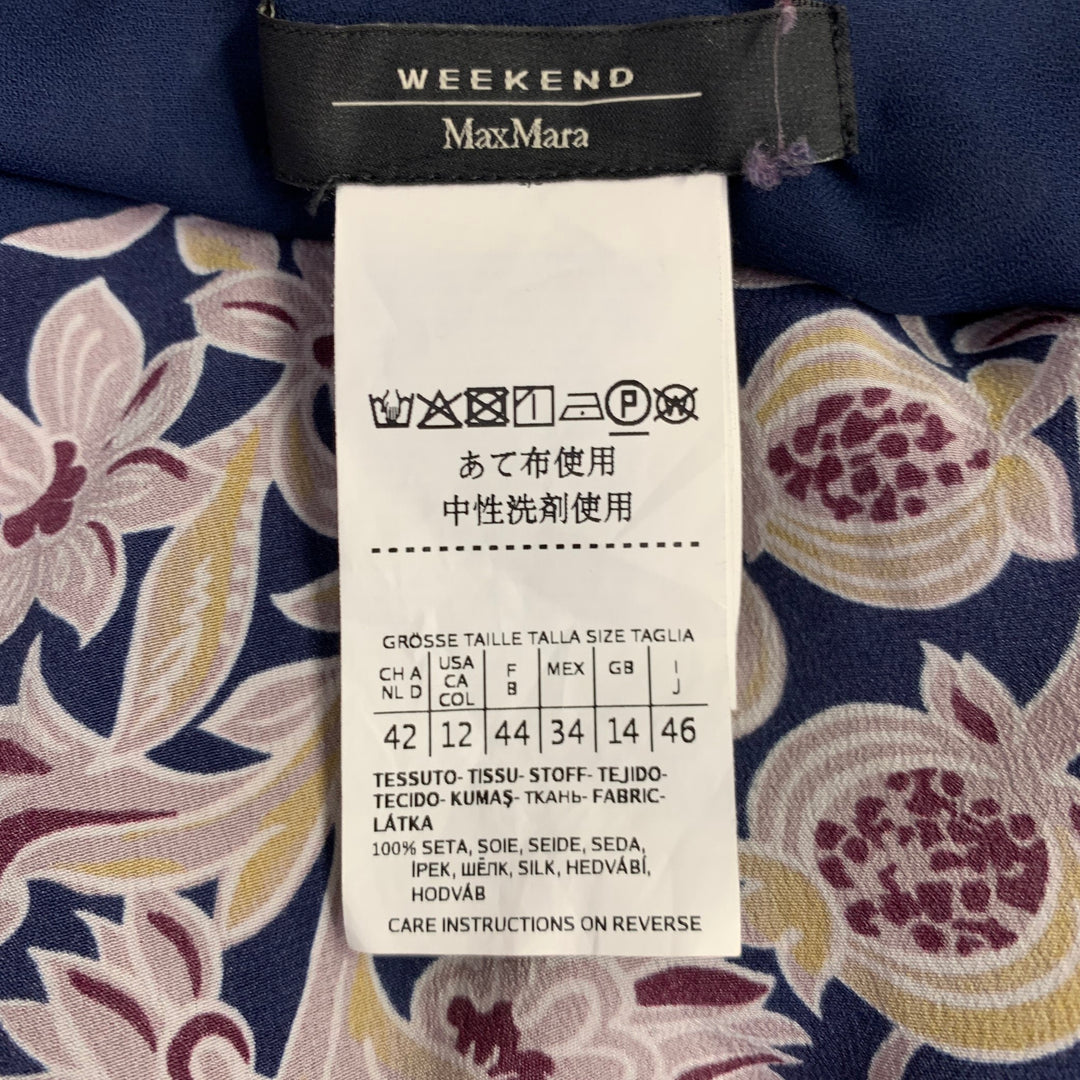 WEEKEND
MaxMara
P W
あて布使用
中性洗剤使用
GRÖSSE TAILLE TALLA SIZE TAGLIA
CH A NL D USA CA COL F B MEX GB I J
42 12 44 34 14 46
TESSUTO- TISSU- STOFF- TEJIDO-
TECIDO- KUMAŞ- ТКАНЬ- FABRIC-
LÁTKA
100% SETA, SOIE, SEIDE, SEDA,
İPEK, ШЁЛК, SILK, HEDVÁBÍ,
HODVÁB
CARE INSTRUCTIONS ON REVERSE